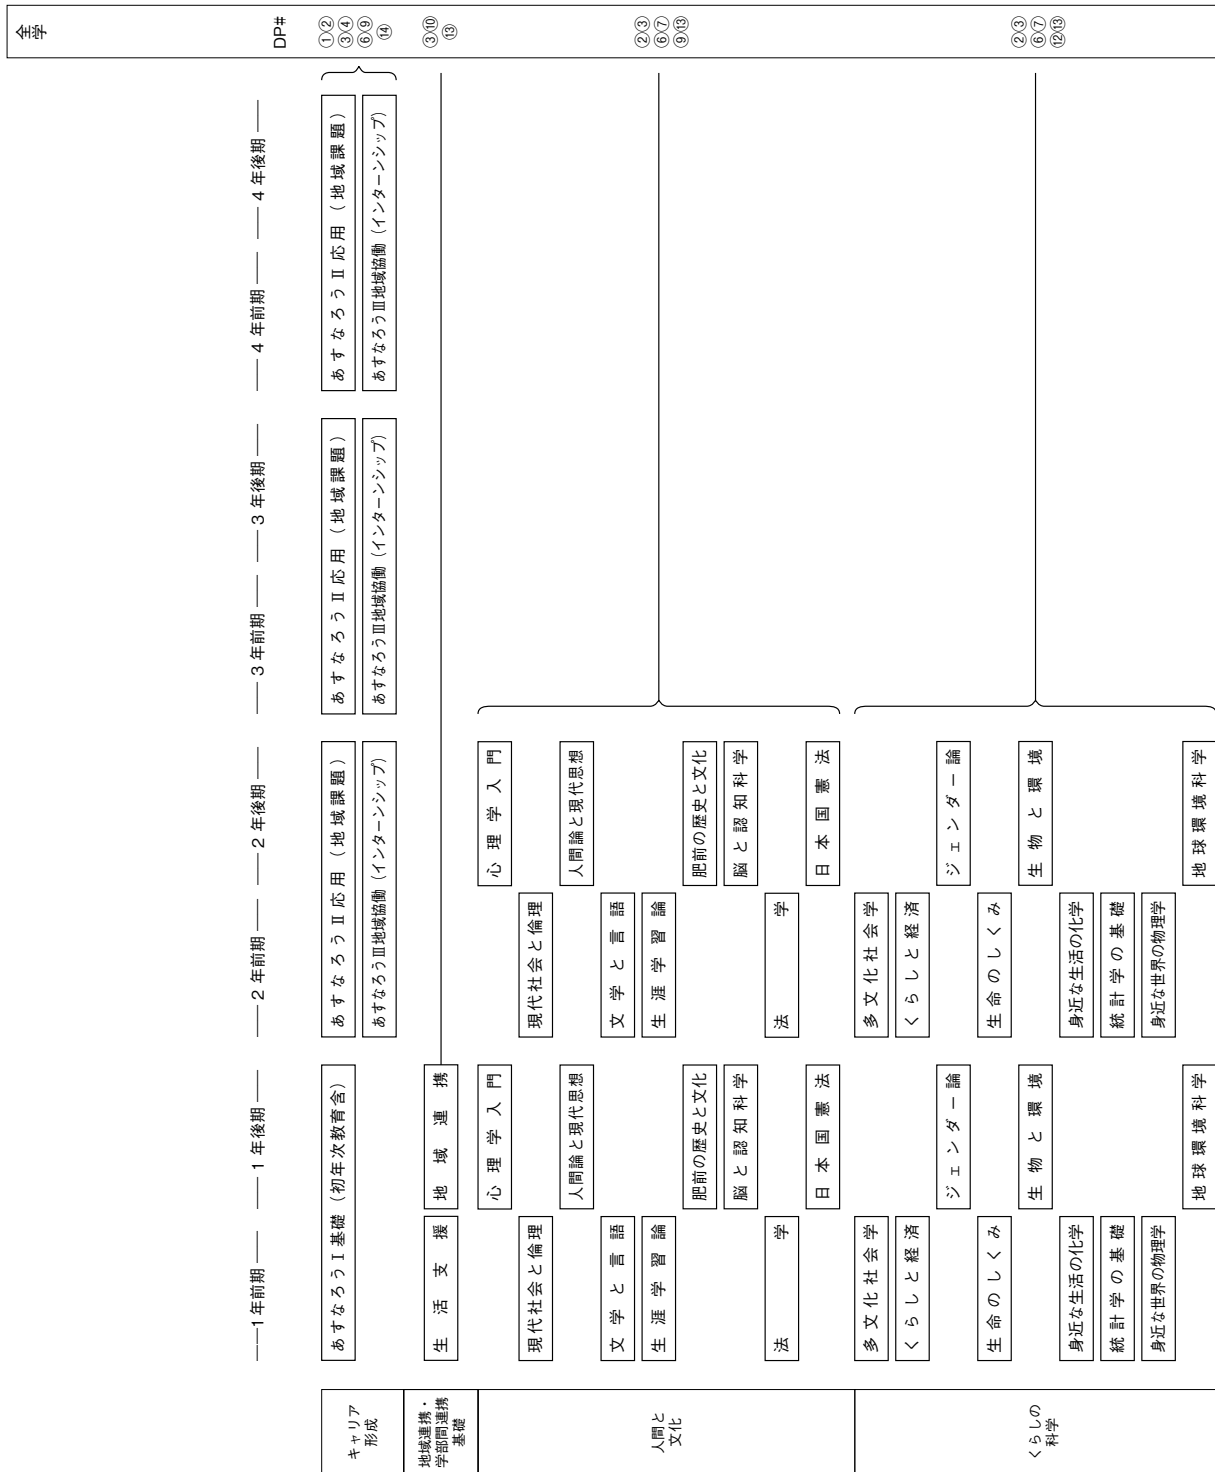 全学
DP#
1年前期
1年後期
2年前期
2年後期
3年前期
3年後期
4年前期
4年後期
キャリア
形成
あすなろうⅠ基礎（初年次教育含）
あすなろうⅡ応用（地域課題）
あすなろうⅡ応用（地域課題）
あすなろうⅡ応用（地域課題）
あすなろうⅢ地域協働（インターンシップ）
あすなろうⅢ地域協働（インターンシップ）
あすなろうⅢ地域協働（インターンシップ）
①②
③④
⑥⑨
⑭
地域連携・
学部間連携
基礎
生活支援
地域連携
③⑩
⑬
人間と
文化
心理学入門
心理学入門
現代社会と倫理
現代社会と倫理
人間論と現代思想
人間論と現代思想
文学と言語
文学と言語
生涯学習論
生涯学習論
肥前の歴史と文化
肥前の歴史と文化
脳と認知科学
脳と認知科学
法学
法学
日本国憲法
日本国憲法
②③
⑥⑦
⑨⑬
くらしの
科学
多文化社会学
多文化社会学
くらしと経済
くらしと経済
ジェンダー論
ジェンダー論
生命のしくみ
生命のしくみ
生物と環境
生物と環境
身近な生活の化学
身近な生活の化学
統計学の基礎
統計学の基礎
身近な世界の物理学
身近な世界の物理学
地球環境科学
地球環境科学
②③
⑥⑦
⑫⑬